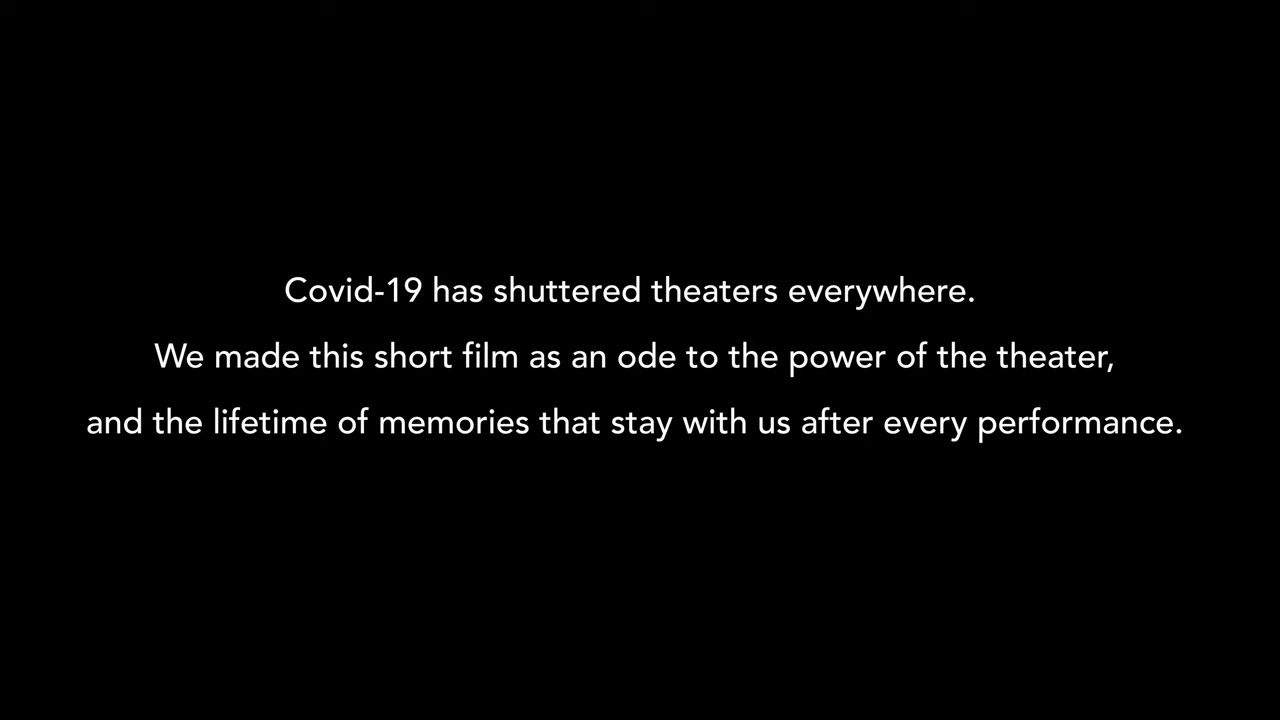 Covid-19 has shuttered theaters everywhere.
We made this short film as an ode to the power of the theater,
and the lifetime of memories that stay with us after every performance.